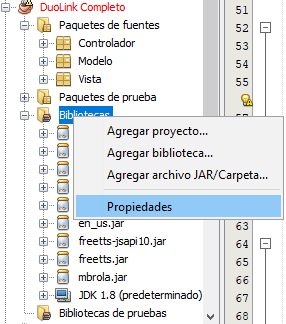 DuoLink Completo
Paquetes de fuentes
Controlador
Modelo
Vista
Paquetes de prueba
Bibliotecas
Agregar proyecto...
Agregar biblioteca...
Agregar archivo JAR/Carpeta...
Propiedades
en_us.jar
freetts-jsapi10.jar
freetts.jar
mbrola.jar
JDK 1.8 (predeterminado)
Bibliotecas de pruebas
51
52
53
54
55
56
63
64
65
66
67
68